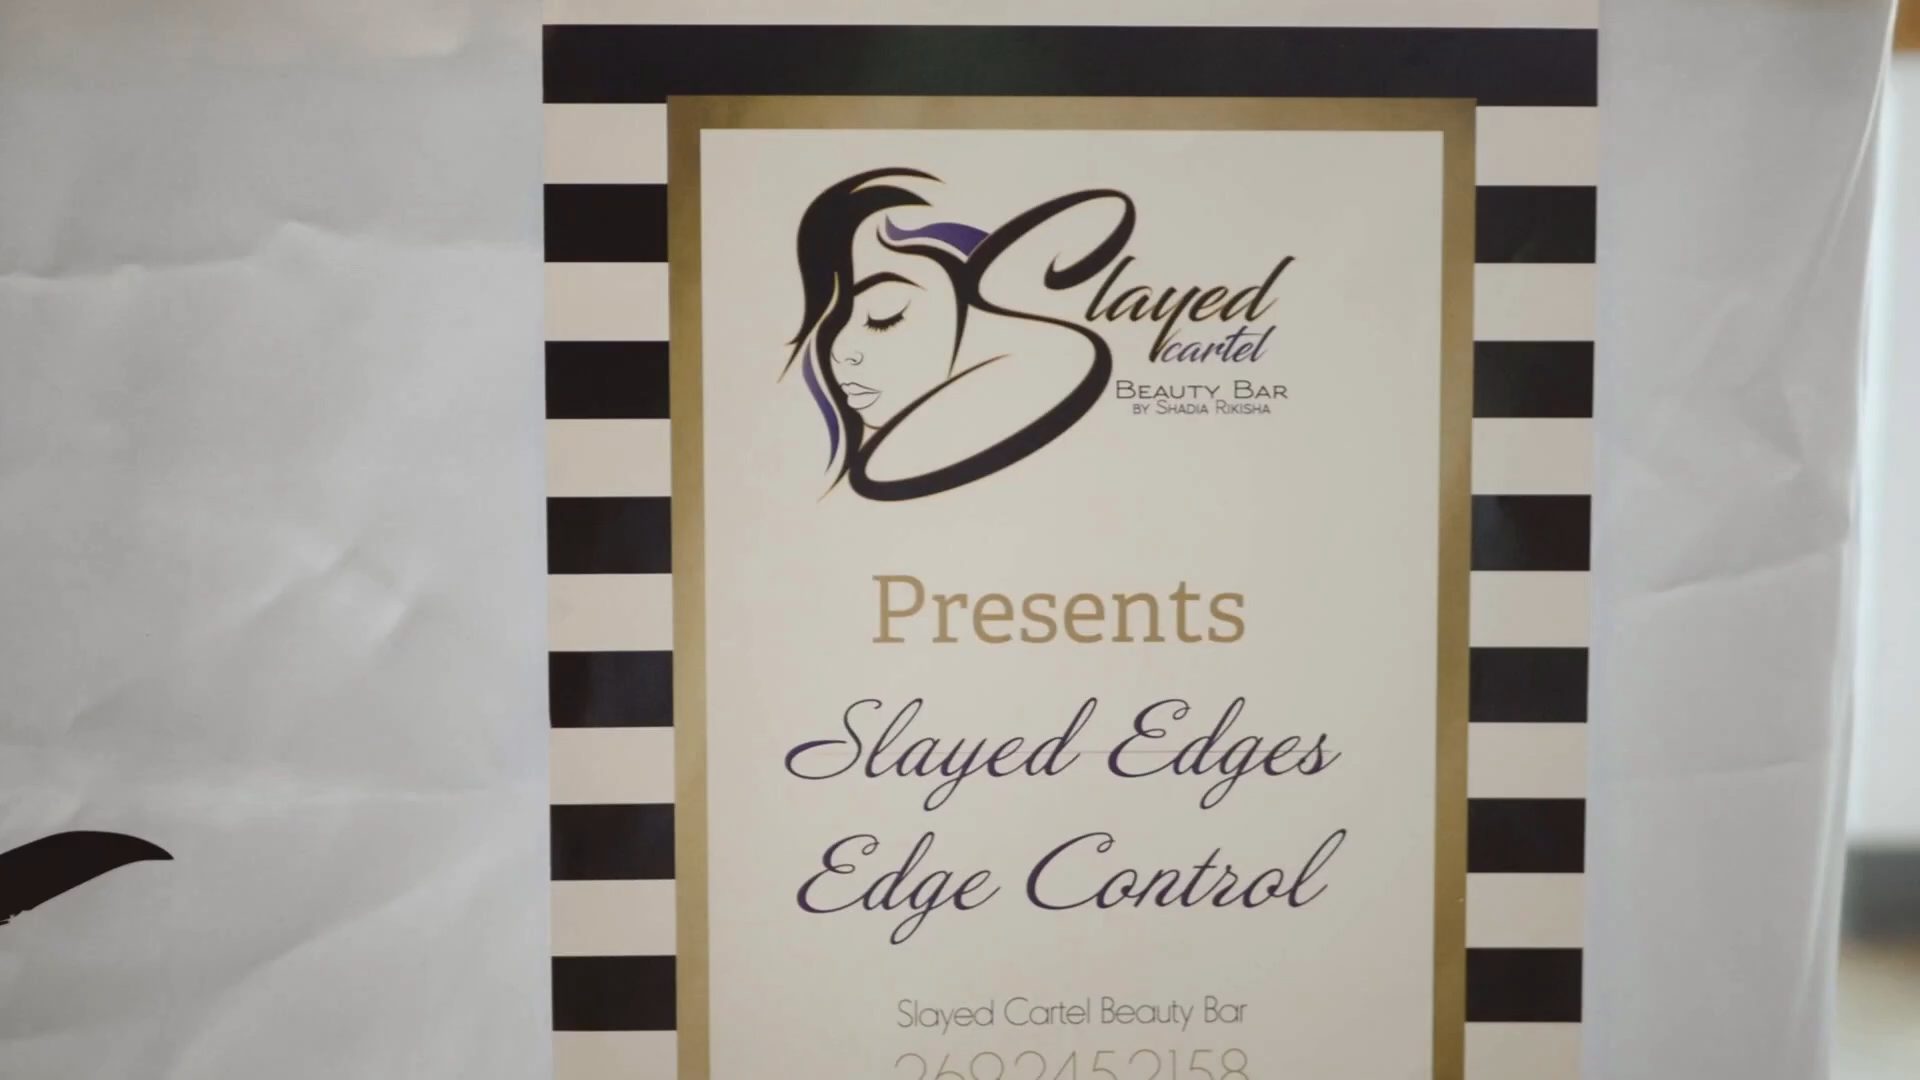 Slayed
cartel
BEAUTY BAR
BY SHADIA RIKISHA
Presents
Slayed Edges
Edge Control
Slayed Cartel Beauty Bar
2692452158